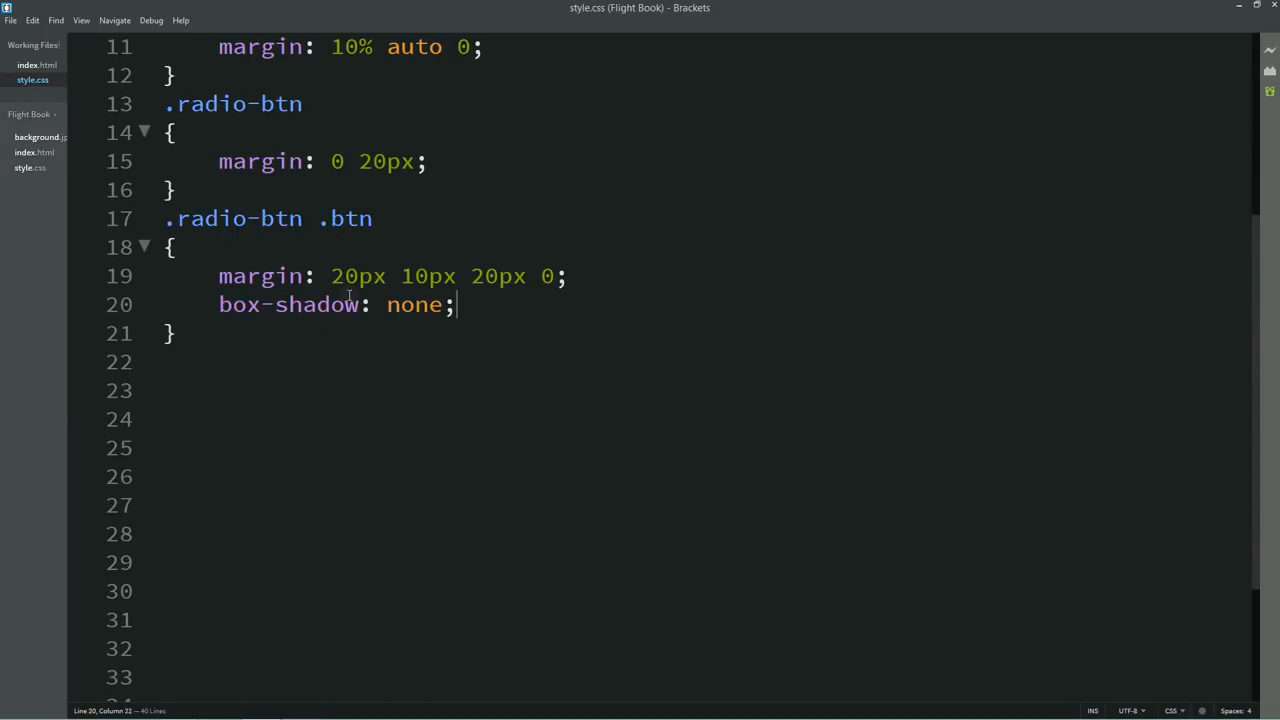 style.css (Flight Book) - Brackets
File Edit Find View Navigate Debug Help
Working Files
index.html
style.css
Flight Book
background.jp
index.html
style.css
11 margin: 10% auto 0;
12 }
13 .radio-btn
14 {
15 margin: 0 20px;
16 }
17 .radio-btn .btn
18 {
19 margin: 20px 10px 20px 0;
20 box-shadow: none;
21 }
22
23
24
25
26
27
28
29
30
31
32
33
Line 20, Column 22 — 40 Lines
INS UTF-8 CSS Spaces: 4